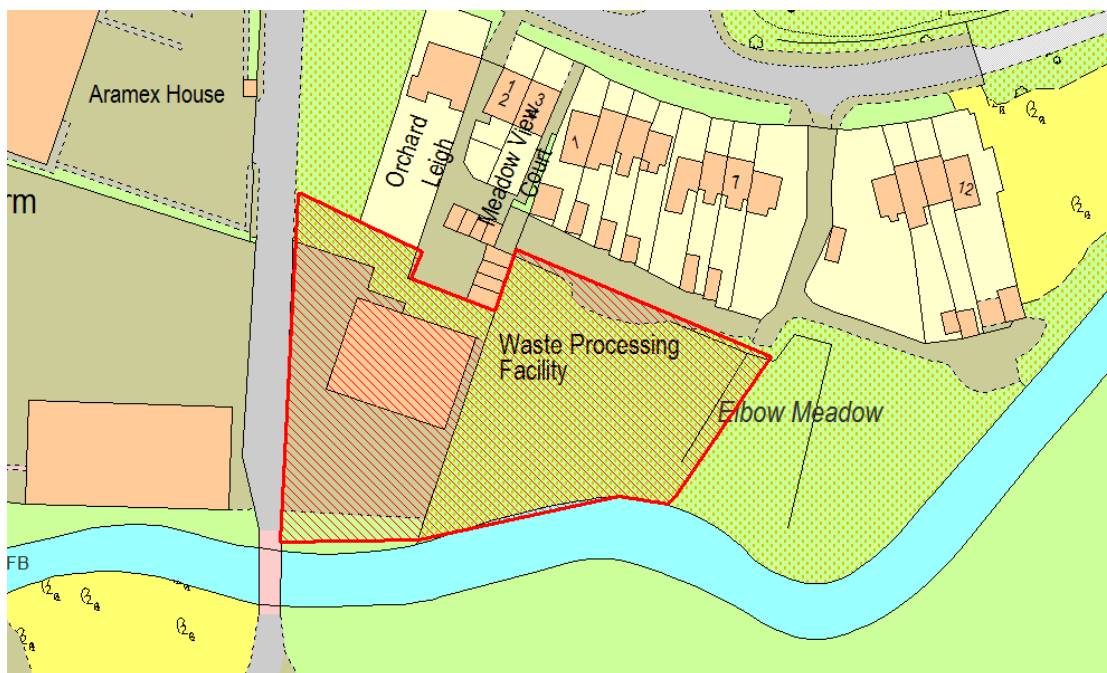 Aramex House
rm
Orchard
Leigh
1
2
3
Meadow View
Court
1
7
12
Waste Processing
Facility
Elbow Meadow
FB